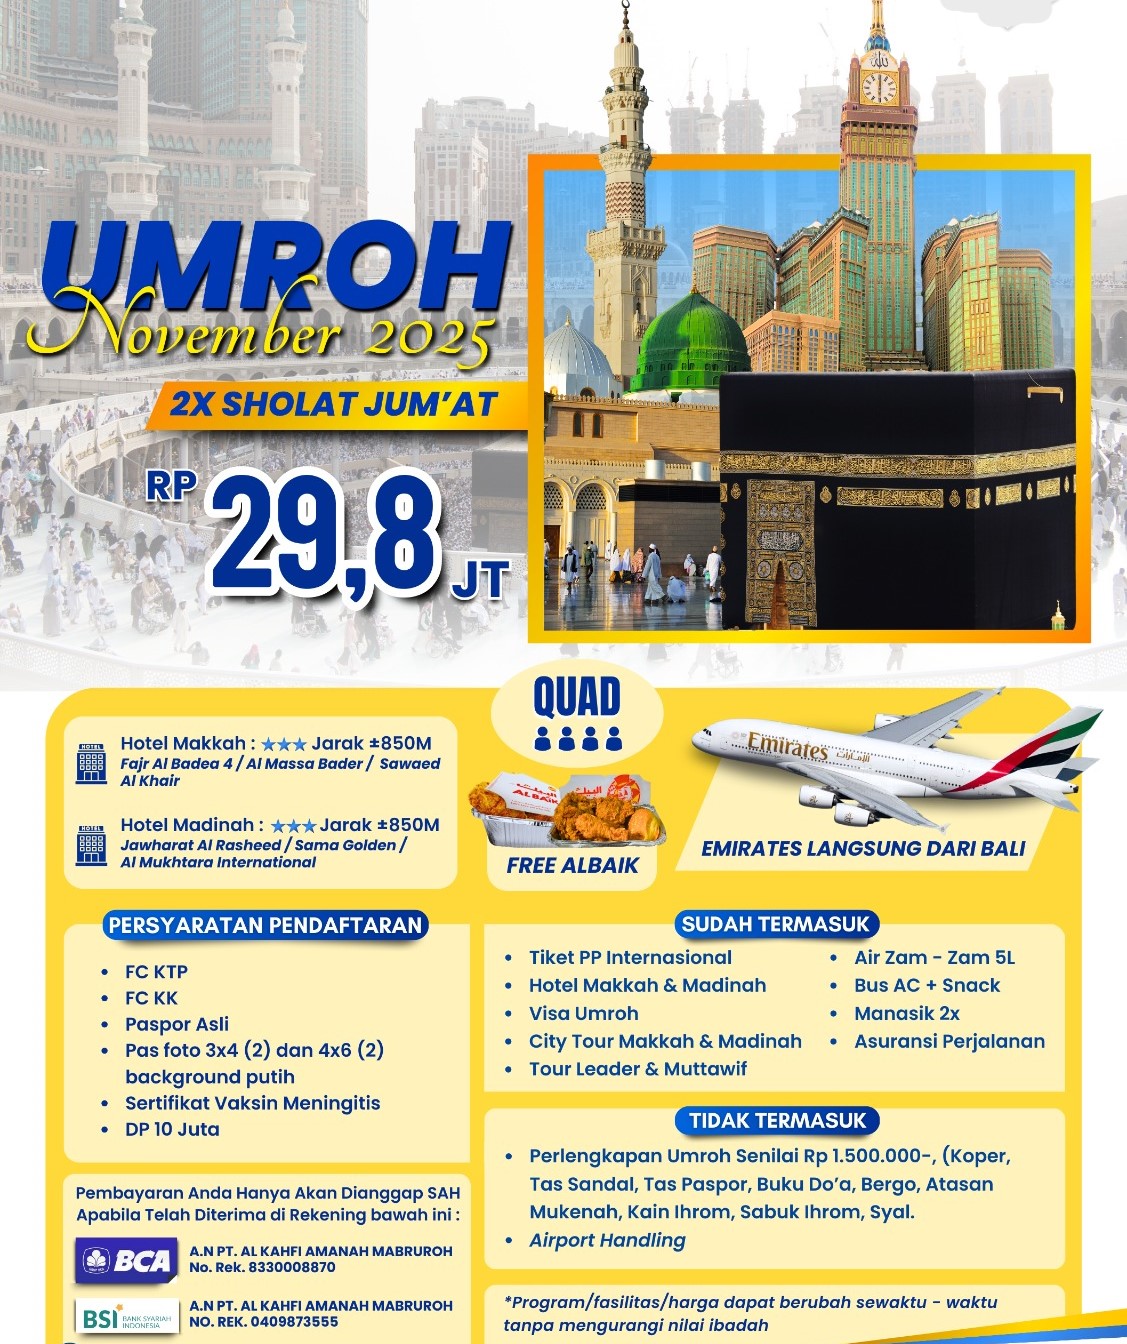 UMROH
November 2025
2X SHOLAT JUM'AT
RP 29,8 JT
QUAD
Hotel Makkah : ★★★ Jarak ±850M
Fajr Al Badea 4 / Al Massa Bader / Sawaed
Al Khair
Hotel Madinah : ★★★ Jarak ±850M
Jawharat Al Rasheed / Sama Golden /
Al Mukhtara International
HOTEL
HOTEL
ALBAIK
البيك
FREE ALBAIK
Emirates الإمارات
EMIRATES LANGSUNG DARI BALI
PERSYARATAN PENDAFTARAN
• FC KTP
• FC KK
• Paspor Asli
• Pas foto 3x4 (2) dan 4x6 (2)
background putih
• Sertifikat Vaksin Meningitis
• DP 10 Juta
SUDAH TERMASUK
• Tiket PP Internasional
• Hotel Makkah & Madinah
• Visa Umroh
• City Tour Makkah & Madinah
• Tour Leader & Muttawif
• Air Zam - Zam 5L
• Bus AC + Snack
• Manasik 2x
• Asuransi Perjalanan
TIDAK TERMASUK
• Perlengkapan Umroh Senilai Rp 1.500.000-, (Koper,
Tas Sandal, Tas Paspor, Buku Do'a, Bergo, Atasan
Mukenah, Kain Ihrom, Sabuk Ihrom, Syal.
• Airport Handling
Pembayaran Anda Hanya Akan Dianggap SAH
Apabila Telah Diterima di Rekening bawah ini :
BCA
A.N PT. AL KAHFI AMANAH MABRUROH
No. Rek. 8330008870
BSI BANK SYARIAH
INDONESIA
A.N PT. AL KAHFI AMANAH MABRUROH
NO. REK. 0409873555
*Program/fasilitas/harga dapat berubah sewaktu - waktu
tanpa mengurangi nilai ibadah